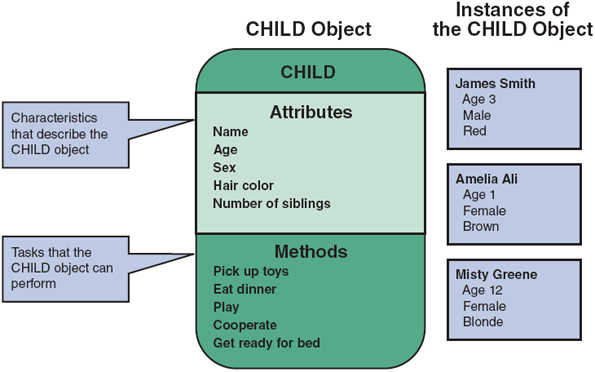 CHILD Object
Instances of
the CHILD Object
CHILD
Characteristics
that describe the
CHILD object
Attributes
Name
Age
Sex
Hair color
Number of siblings
Tasks that the
CHILD object can
perform
Methods
Pick up toys
Eat dinner
Play
Cooperate
Get ready for bed
James Smith
Age 3
Male
Red
Amelia Ali
Age 1
Female
Brown
Misty Greene
Age 12
Female
Blonde